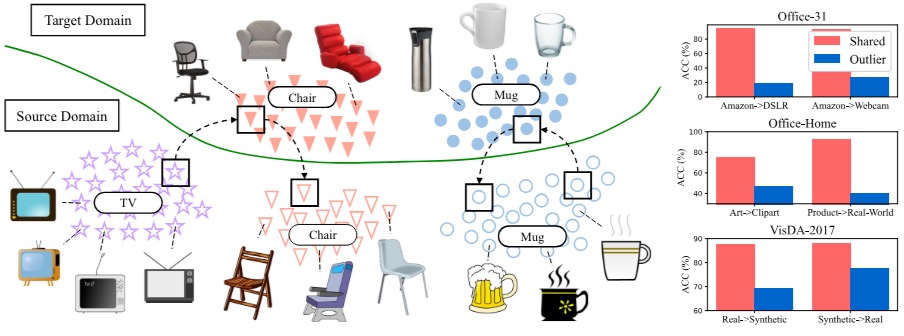 Target Domain
Source Domain
Chair
Mug
TV
Chair
Mug
Office-31
ACC (%)
80
60
40
20
0
Shared
Outlier
Amazon->DSLR
Amazon->Webcam
Office-Home
ACC (%)
100
80
60
40
Art->Clipart
Product->Real-World
VisDA-2017
ACC (%)
90
80
70
60
Real->Synthetic
Synthetic->Real